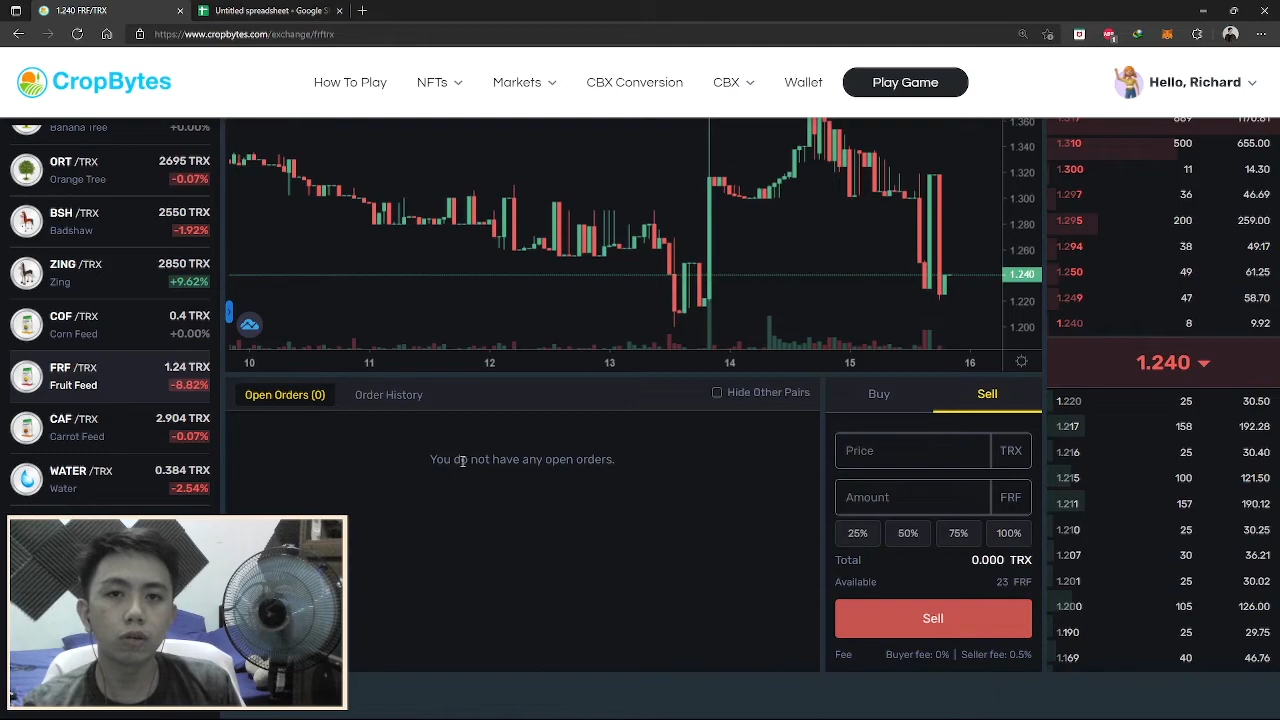 1.240 FRF/TRX
Untitled spreadsheet - Google S
https://www.cropbytes.com/exchange/frftrx
CropBytes
How To Play
NFTs
Markets
CBX Conversion
CBX
Wallet
Play Game
Hello, Richard
Banana Tree
+0.00%
ORT /TRX
2695 TRX
Orange Tree
-0.07%
BSH /TRX
2550 TRX
Badshaw
-1.92%
ZING /TRX
2850 TRX
Zing
+9.62%
COF /TRX
0.4 TRX
Corn Feed
+0.00%
FRF /TRX
1.24 TRX
Fruit Feed
-8.82%
CAF /TRX
2.904 TRX
Carrot Feed
-0.07%
WATER /TRX
0.384 TRX
Water
-2.54%
1.360
1.340
1.320
1.300
1.280
1.260
1.240
1.220
1.200
10 11 12 13 14 15 16
Open Orders (0)
Order History
Hide Other Pairs
You do not have any open orders.
Buy
Sell
Price
TRX
Amount
FRF
25%
50%
75%
100%
Total
0.000 TRX
Available
23 FRF
Sell
Fee
Buyer fee: 0% | Seller fee: 0.5%
1.310 500 655.00
1.300 11 14.30
1.297 36 46.69
1.295 200 259.00
1.294 38 49.17
1.250 49 61.25
1.249 47 58.70
1.240 8 9.92
1.240
1.220 25 30.50
1.217 158 192.28
1.216 25 30.40
1.215 100 121.50
1.211 157 190.12
1.210 25 30.25
1.207 30 36.21
1.201 25 30.02
1.200 105 126.00
1.190 25 29.75
1.169 40 46.76